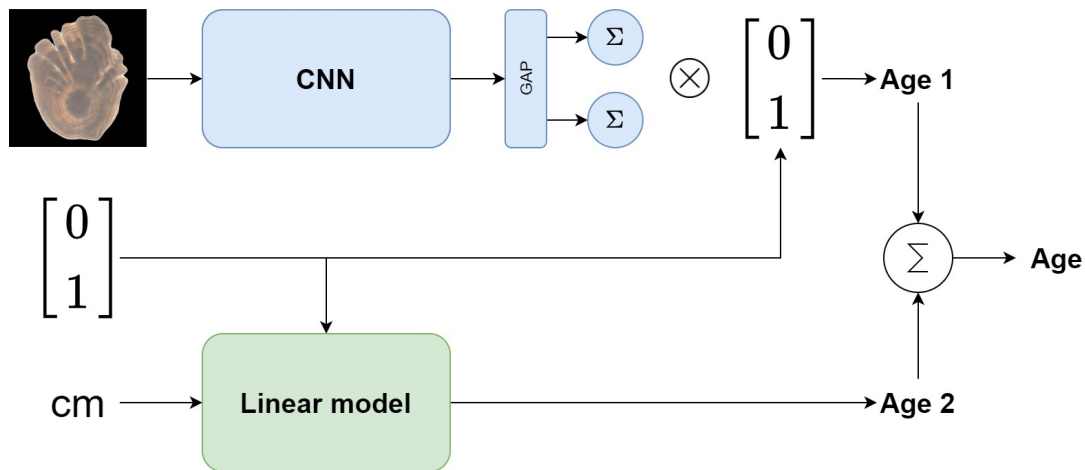 CNN
GAP
Σ
Σ
⊗
0
1
Age 1
0
1
Σ
Age
cm
Linear model
Age 2